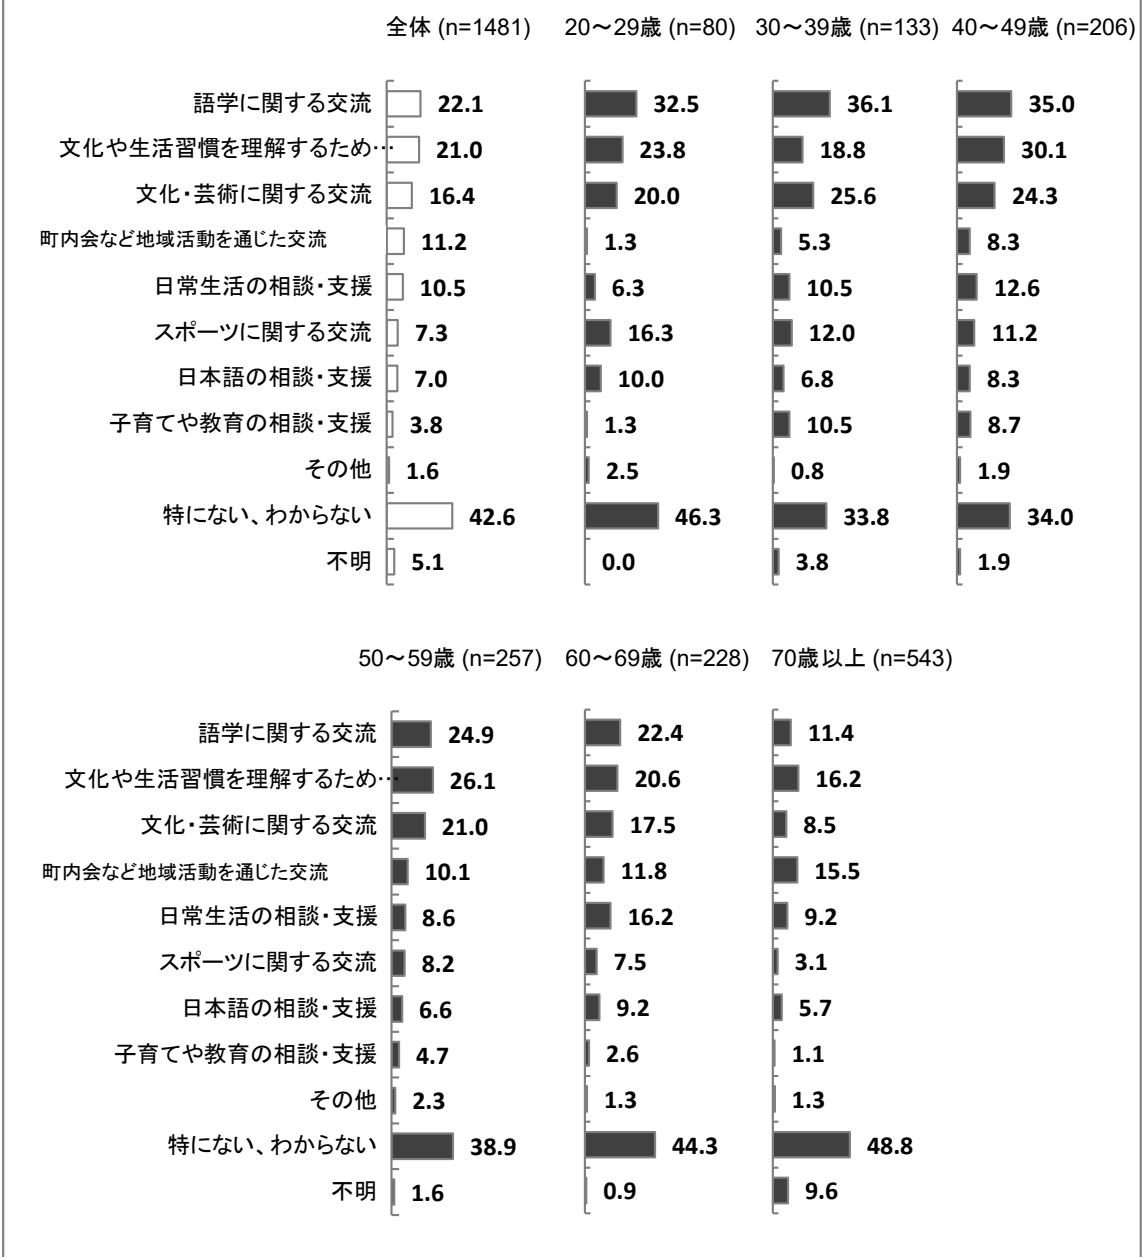 全体 (n=1481) 20～29歳 (n=80) 30～39歳 (n=133) 40～49歳 (n=206)
語学に関する交流 22.1 32.5 36.1 35.0
文化や生活習慣を理解するため… 21.0 23.8 18.8 30.1
文化・芸術に関する交流 16.4 20.0 25.6 24.3
町内会など地域活動を通じた交流 11.2 1.3 5.3 8.3
日常生活の相談・支援 10.5 6.3 10.5 12.6
スポーツに関する交流 7.3 16.3 12.0 11.2
日本語の相談・支援 7.0 10.0 6.8 8.3
子育てや教育の相談・支援 3.8 1.3 10.5 8.7
その他 1.6 2.5 0.8 1.9
特にない、わからない 42.6 46.3 33.8 34.0
不明 5.1 0.0 3.8 1.9
50～59歳 (n=257) 60～69歳 (n=228) 70歳以上 (n=543)
語学に関する交流 24.9 22.4 11.4
文化や生活習慣を理解するため… 26.1 20.6 16.2
文化・芸術に関する交流 21.0 17.5 8.5
町内会など地域活動を通じた交流 10.1 11.8 15.5
日常生活の相談・支援 8.6 16.2 9.2
スポーツに関する交流 8.2 7.5 3.1
日本語の相談・支援 6.6 9.2 5.7
子育てや教育の相談・支援 4.7 2.6 1.1
その他 2.3 1.3 1.3
特にない、わからない 38.9 44.3 48.8
不明 1.6 0.9 9.6